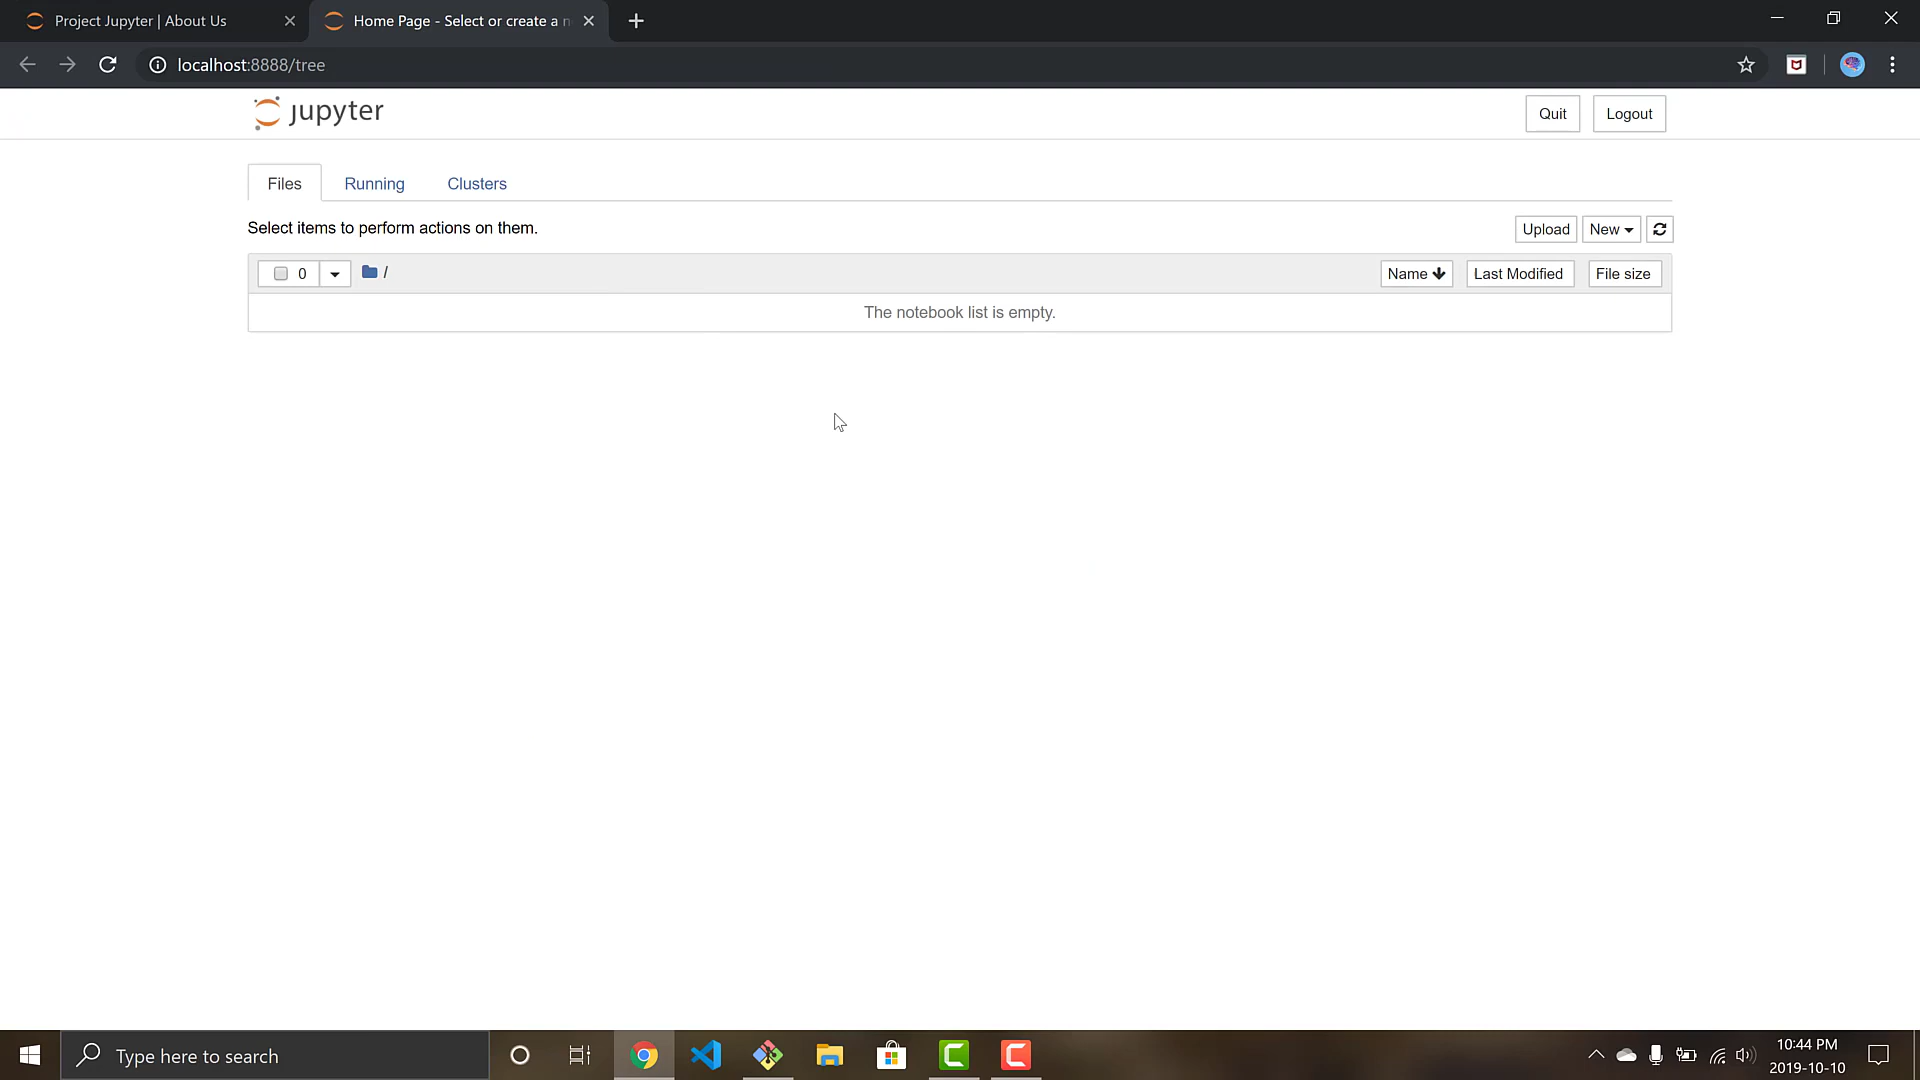 Project Jupyter | About Us
Home Page - Select or create a n
localhost:8888/tree
jupyter
Quit
Logout
Files
Running
Clusters
Select items to perform actions on them.
Upload
New
0
/
Name
Last Modified
File size
The notebook list is empty.
Type here to search
10:44 PM
2019-10-10